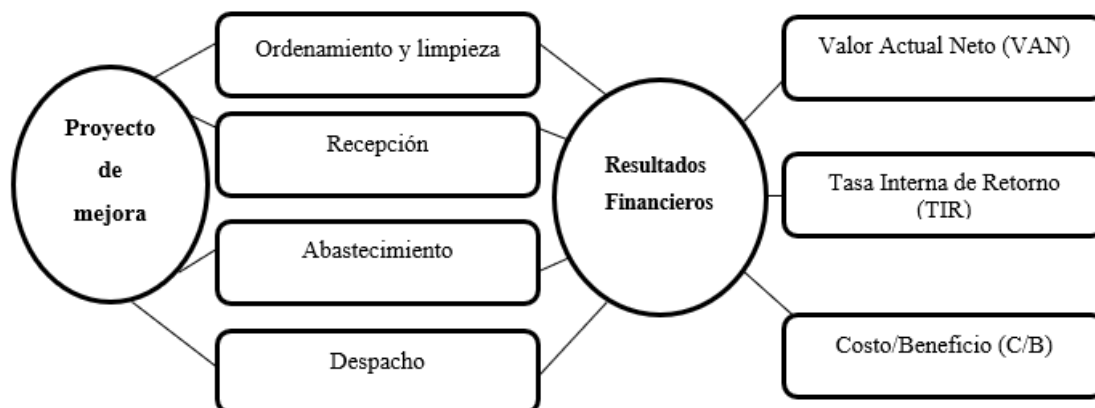 Proyecto
de
mejora
Ordenamiento y limpieza
Recepción
Abastecimiento
Despacho
Resultados
Financieros
Valor Actual Neto (VAN)
Tasa Interna de Retorno
(TIR)
Costo/Beneficio (C/B)